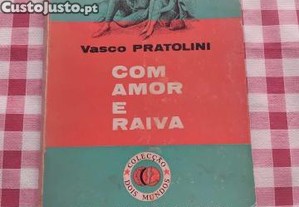 CustoJusto.pt
Vasco PRATOLINI
COM
AMOR
E
RAIVA
COLECÇÃO
DOIS MUNDOS